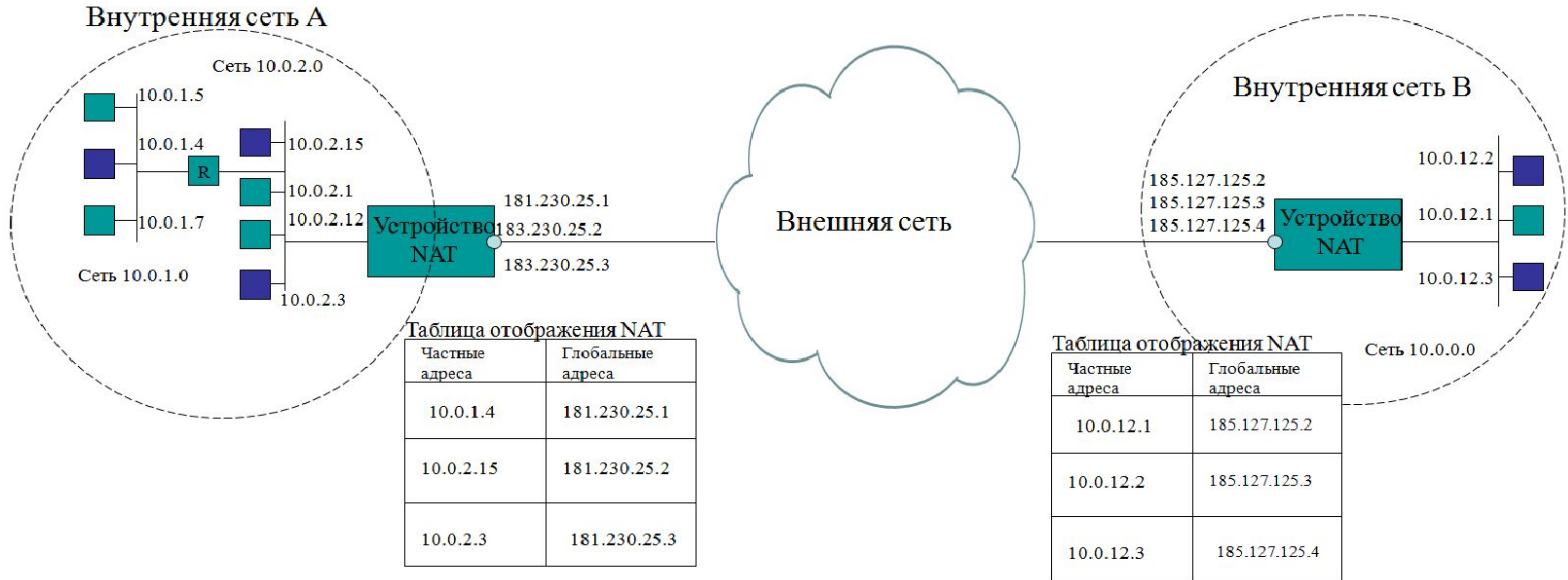 Внутренняя сеть А
Сеть 10.0.2.0
10.0.1.5
10.0.1.4
R
10.0.1.7
Сеть 10.0.1.0
10.0.2.15
10.0.2.1
10.0.2.12
10.0.2.3
Устройство
NAT
181.230.25.1
183.230.25.2
183.230.25.3
Таблица отображения NAT
Частные адреса
Глобальные адреса
10.0.1.4
181.230.25.1
10.0.2.15
181.230.25.2
10.0.2.3
181.230.25.3
Внешняя сеть
Внутренняя сеть В
185.127.125.2
185.127.125.3
185.127.125.4
Устройство
NAT
10.0.12.2
10.0.12.1
10.0.12.3
Сеть 10.0.0.0
Таблица отображения NAT
Частные адреса
Глобальные адреса
10.0.12.1
185.127.125.2
10.0.12.2
185.127.125.3
10.0.12.3
185.127.125.4